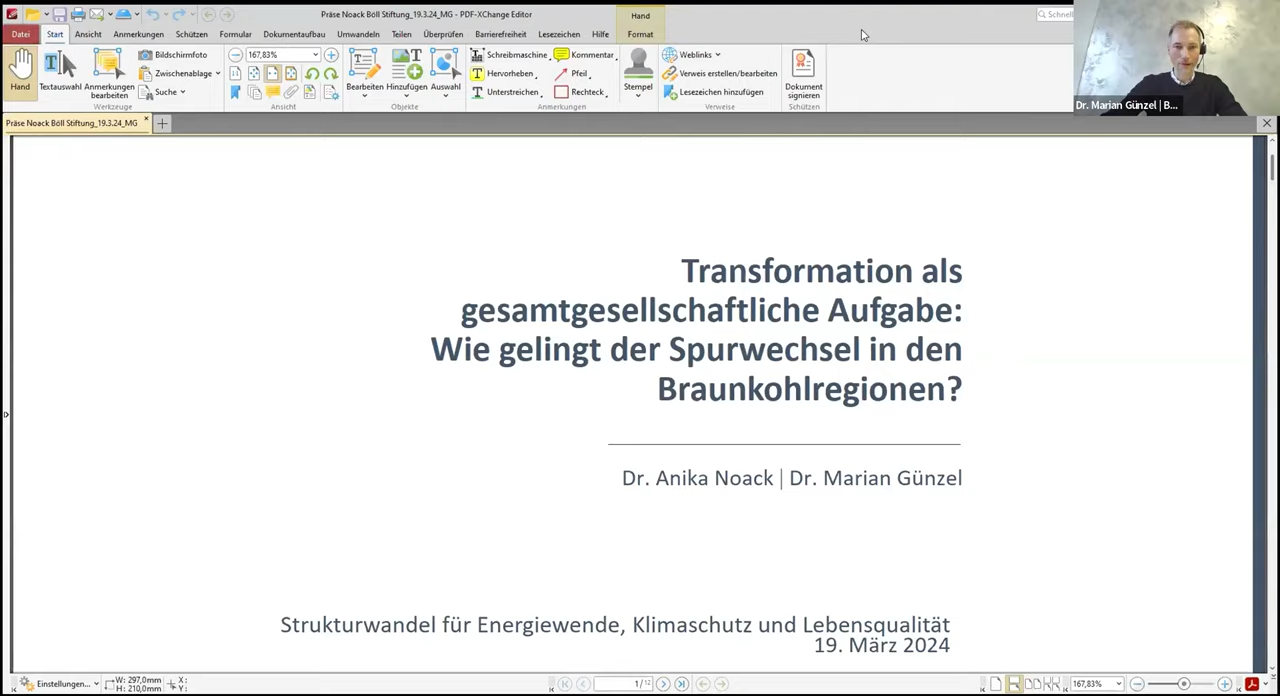 Präse Noack Böll Stiftung_19.3.24_MG - PDF-XChange Editor
Hand
Schnell
Datei Start Ansicht Anmerkungen Schützen Formular Dokumentaufbau Umwandeln Teilen Überprüfen Barrierefreiheit Lesezeichen Hilfe Format
Hand
Textauswahl
Anmerkungen bearbeiten
Bildschirmfoto
Zwischenablage
Suche
Werkzeuge
167,83%
Ansicht
Bearbeiten Hinzufügen Auswahl
Objekte
Schreibmaschine Kommentar
Hervorheben Pfeil
Unterstreichen Rechteck
Anmerkungen
Stempel
Weblinks
Verweis erstellen/bearbeiten
Lesezeichen hinzufügen
Verweise
Dokument signieren
Schützen
Dr. Marian Günzel | B...
Präse Noack Böll Stiftung_19.3.24_MG
Transformation als
gesamtgesellschaftliche Aufgabe:
Wie gelingt der Spurwechsel in den
Braunkohlregionen?
Dr. Anika Noack | Dr. Marian Günzel
Strukturwandel für Energiewende, Klimaschutz und Lebensqualität
19. März 2024
Einstellungen...
W: 297,0mm
H: 210,0mm
X:
Y:
1/12
167,83%